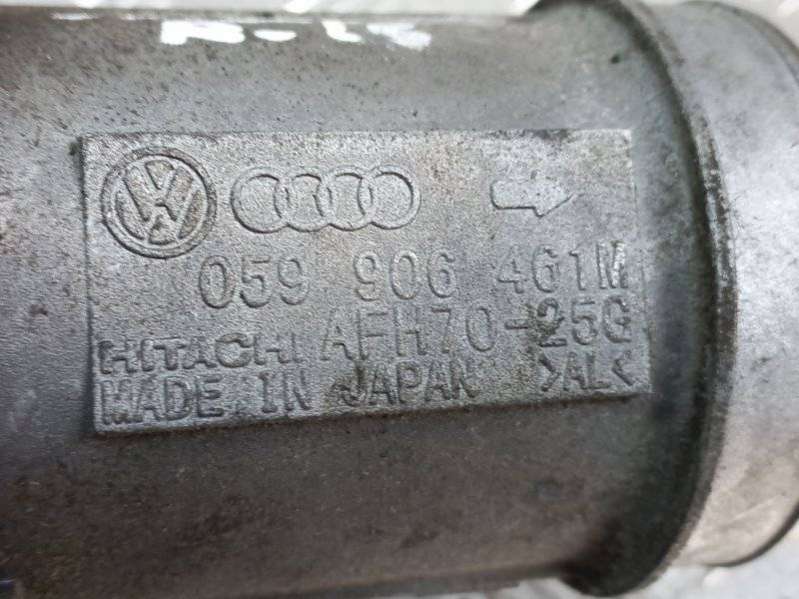 059 906 461M
HITACHI AFH70-25G
MADE IN JAPAN >AL<